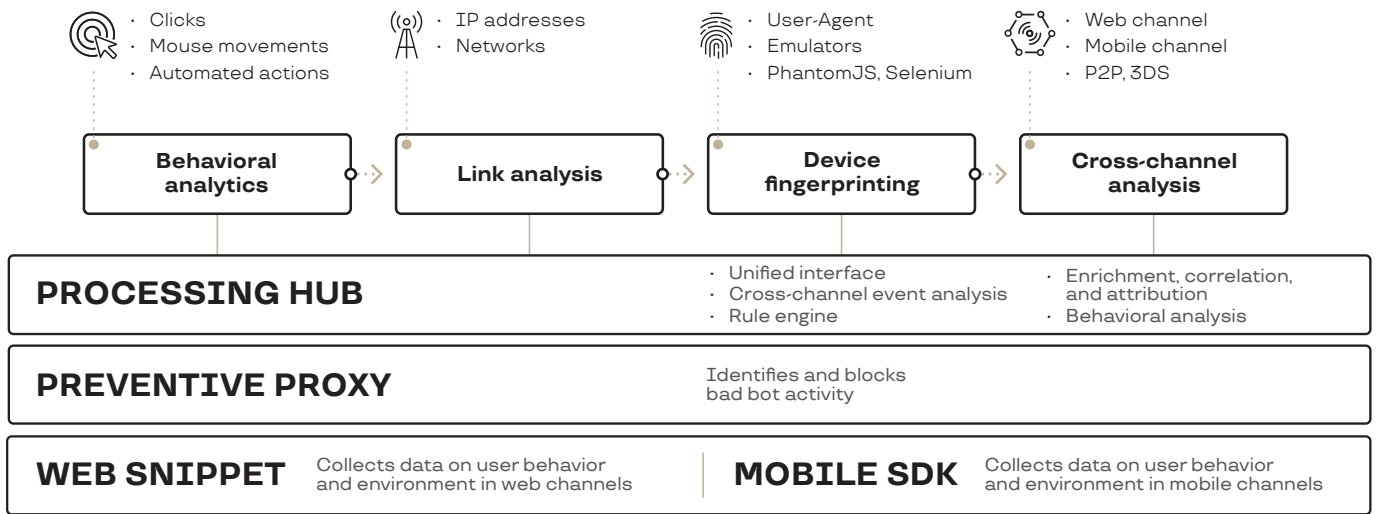 · Clicks
· Mouse movements
· Automated actions
· IP addresses
· Networks
· User-Agent
· Emulators
· PhantomJS, Selenium
· Web channel
· Mobile channel
· P2P, 3DS
Behavioral
analytics
Link analysis
Device
fingerprinting
Cross-channel
analysis
PROCESSING HUB
· Unified interface
· Cross-channel event analysis
· Rule engine
· Enrichment, correlation,
and attribution
· Behavioral analysis
PREVENTIVE PROXY
Identifies and blocks
bad bot activity
WEB SNIPPET
Collects data on user behavior
and environment in web channels
MOBILE SDK
Collects data on user behavior
and environment in mobile channels